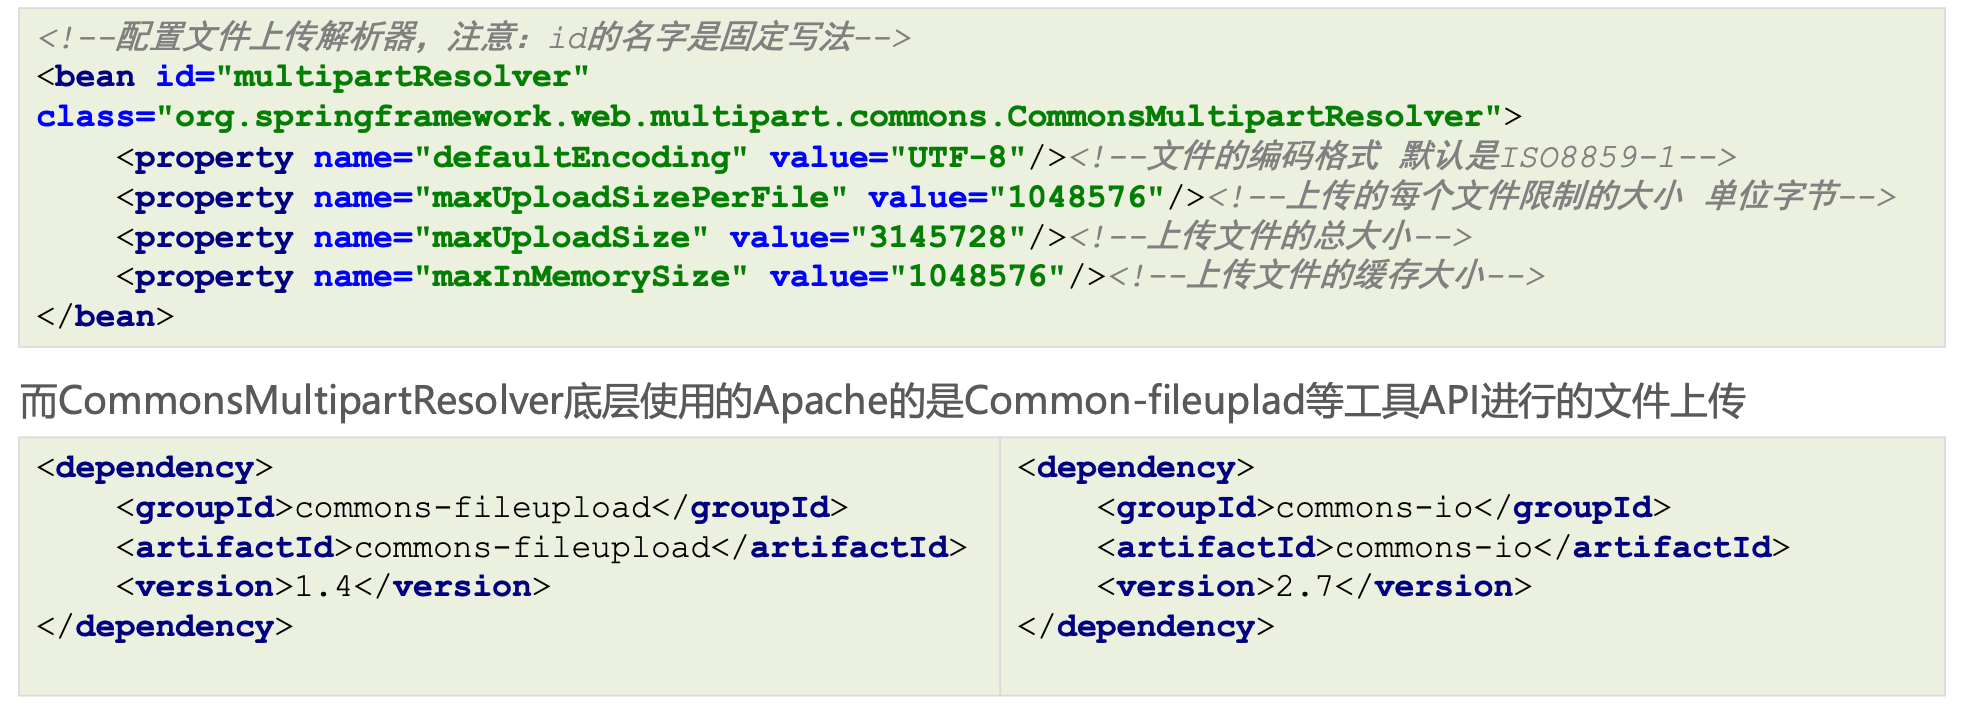 <!--配置文件上传解析器，注意：id的名字是固定写法-->
<bean id="multipartResolver"
class="org.springframework.web.multipart.commons.CommonsMultipartResolver">
    <property name="defaultEncoding" value="UTF-8"/><!--文件的编码格式 默认是ISO8859-1-->
    <property name="maxUploadSizePerFile" value="1048576"/><!--上传的每个文件限制的大小 单位字节-->
    <property name="maxUploadSize" value="3145728"/><!--上传文件的总大小-->
    <property name="maxInMemorySize" value="1048576"/><!--上传文件的缓存大小-->
</bean>
而CommonsMultipartResolver底层使用的Apache的是Common-fileuplad等工具API进行的文件上传
<dependency>
    <groupId>commons-fileupload</groupId>
    <artifactId>commons-fileupload</artifactId>
    <version>1.4</version>
</dependency>
<dependency>
    <groupId>commons-io</groupId>
    <artifactId>commons-io</artifactId>
    <version>2.7</version>
</dependency>